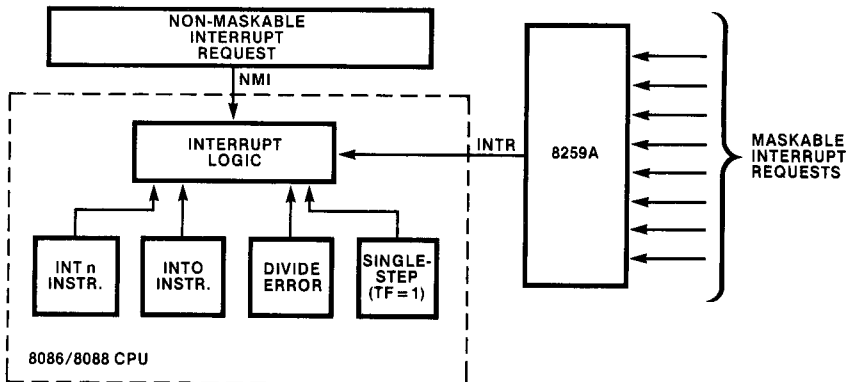 NON-MASKABLE
INTERRUPT
REQUEST
NMI
INTERRUPT
LOGIC
INTR
8259A
MASKABLE
INTERRUPT
REQUESTS
INT n
INSTR.
INTO
INSTR.
DIVIDE
ERROR
SINGLE-
STEP
(TF = 1)
8086/8088 CPU